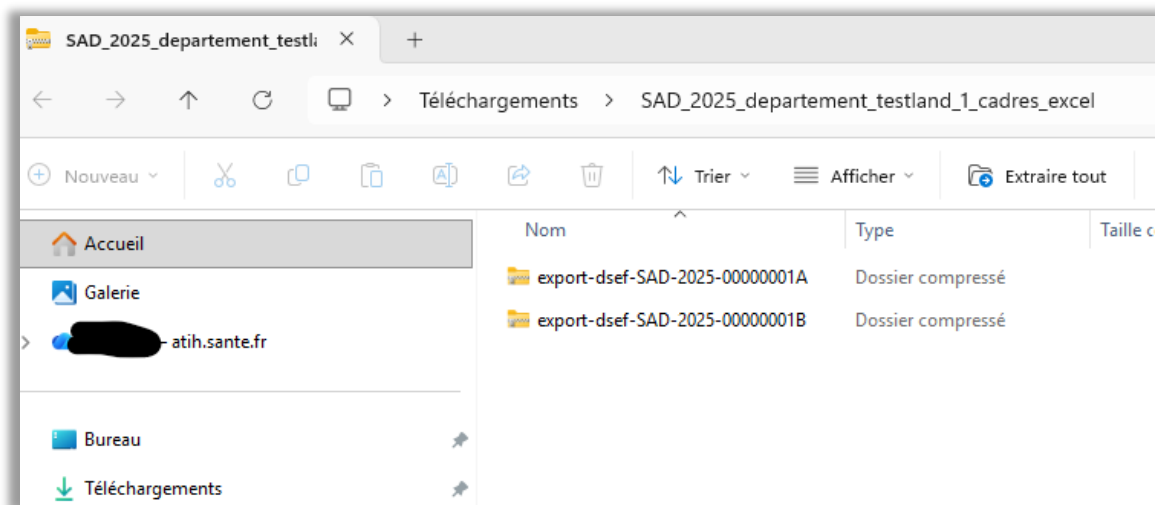 SAD_2025_departement_testl
Téléchargements > SAD_2025_departement_testland_1_cadres_excel
Nouveau Trier Afficher Extraire tout
Accueil
Galerie
- atih.sante.fr
Bureau
Téléchargements
Nom Type Taille c
export-dsef-SAD-2025-00000001A Dossier compressé
export-dsef-SAD-2025-00000001B Dossier compressé